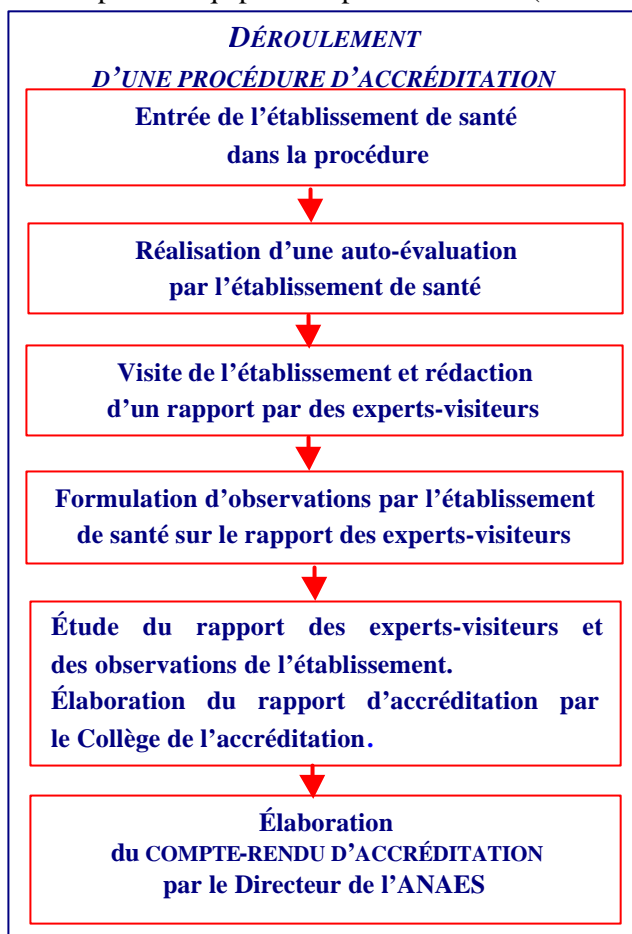 DÉROULEMENT
D’UNE PROCÉDURE D’ACCRÉDITATION
Entrée de l’établissement de santé
dans la procédure
Réalisation d’une auto-évaluation
par l’établissement de santé
Visite de l’établissement et rédaction
d’un rapport par des experts-visiteurs
Formulation d’observations par l’établissement
de santé sur le rapport des experts-visiteurs
Étude du rapport des experts-visiteurs et
des observations de l’établissement.
Élaboration du rapport d’accréditation par
le Collège de l’accréditation.
Élaboration
du COMPTE-RENDU D’ACCRÉDITATION
par le Directeur de l’ANAES